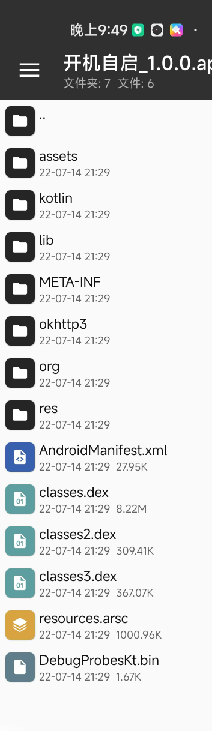 晚上9:49
开机自启_1.0.0.ap
文件夹: 7 文件: 6
..
assets
22-07-14 21:29
kotlin
22-07-14 21:29
lib
22-07-14 21:29
META-INF
22-07-14 21:29
okhttp3
22-07-14 21:29
org
22-07-14 21:29
res
22-07-14 21:29
AndroidManifest.xml
22-07-14 21:29 27.95K
classes.dex
22-07-14 21:29 8.22M
classes2.dex
22-07-14 21:29 309.41K
classes3.dex
22-07-14 21:29 367.07K
resources.arsc
22-07-14 21:29 1000.96K
DebugProbesKt.bin
22-07-14 21:29 1.67K